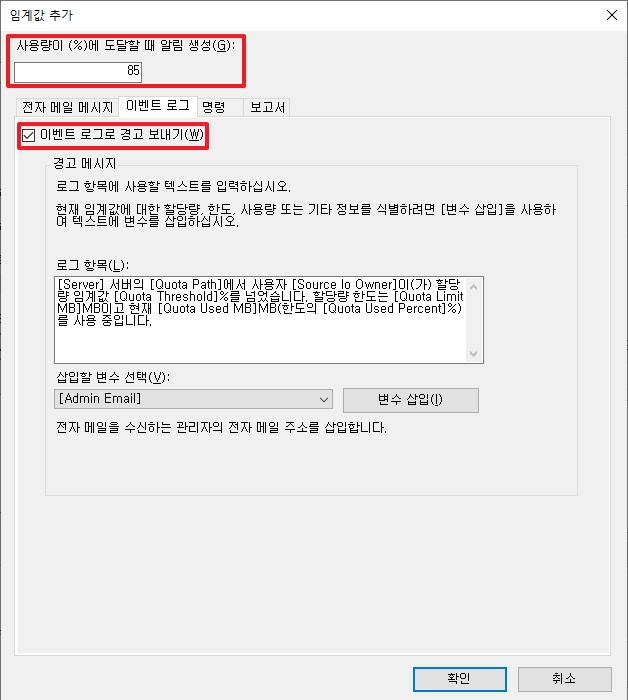 임계값 추가
사용량이 (%)에 도달할 때 알림 생성(G):
85
전자 메일 메시지 이벤트 로그 명령 보고서
이벤트 로그로 경고 보내기(W)
경고 메시지
로그 항목에 사용할 텍스트를 입력하십시오.
현재 임계값에 대한 할당량, 한도, 사용량 또는 기타 정보를 식별하려면 [변수 삽입]을 사용하
여 텍스트에 변수를 삽입하십시오.
로그 항목(L):
[Server] 서버의 [Quota Path]에서 사용자 [Source Io Owner]이(가) 할당
량 임계값 [Quota Threshold]%를 넘었습니다. 할당량 한도는 [Quota Limit
MB]MB이고 현재 [Quota Used MB]MB(한도의 [Quota Used Percent]%)
를 사용 중입니다.
삽입할 변수 선택(V):
[Admin Email]
변수 삽입(I)
전자 메일을 수신하는 관리자의 전자 메일 주소를 삽입합니다.
확인 취소